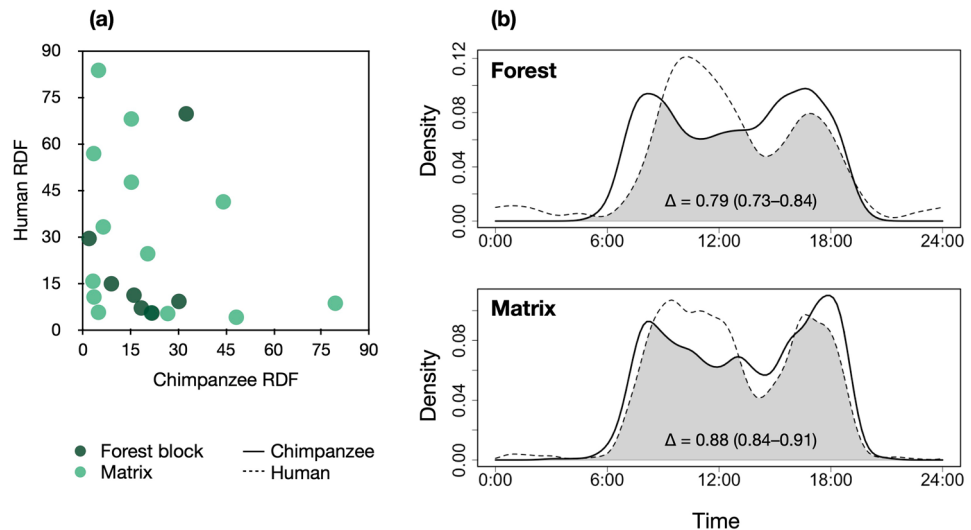 (a)
90
75
60
45
30
15
0
Human RDF
0 15 30 45 60 75 90
Chimpanzee RDF
Forest block
Matrix
Chimpanzee
Human
(b)
Forest
0.12
0.08
0.04
0.00
Density
Δ = 0.79 (0.73–0.84)
0:00 6:00 12:00 18:00 24:00
Matrix
0.08
0.04
0.00
Density
Δ = 0.88 (0.84–0.91)
0:00 6:00 12:00 18:00 24:00
Time